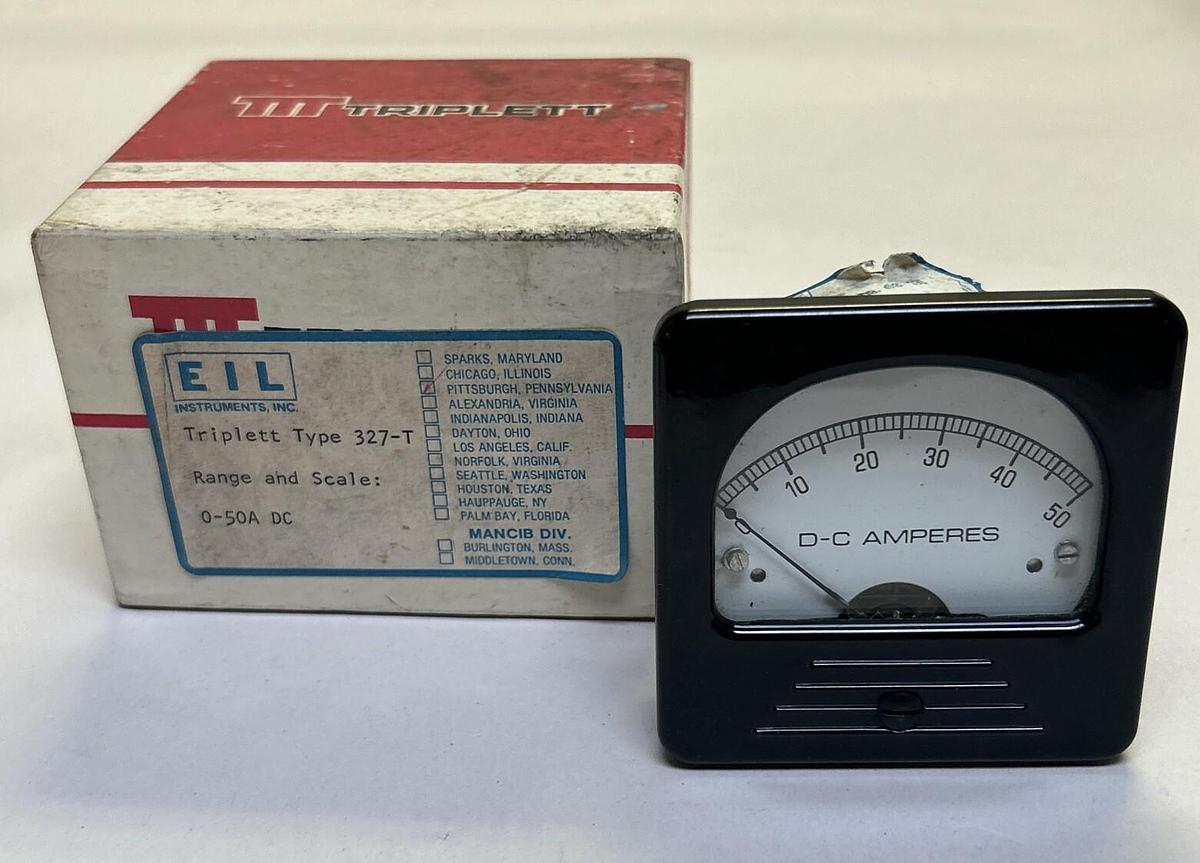 TRIPLETT
EIL
INSTRUMENTS, INC.
Triplett Type 327-T
Range and Scale:
0-50A DC
SPARKS, MARYLAND
CHICAGO, ILLINOIS
PITTSBURGH, PENNSYLVANIA
ALEXANDRIA, VIRGINIA
INDIANAPOLIS, INDIANA
DAYTON, OHIO
LOS ANGELES, CALIF.
NORFOLK, VIRGINIA
SEATTLE, WASHINGTON
HOUSTON, TEXAS
HAUPPAUGE, NY
PALM BAY, FLORIDA
MANCIB DIV.
BURLINGTON, MASS.
MIDDLETOWN, CONN.
0 10 20 30 40 50
D-C AMPERES